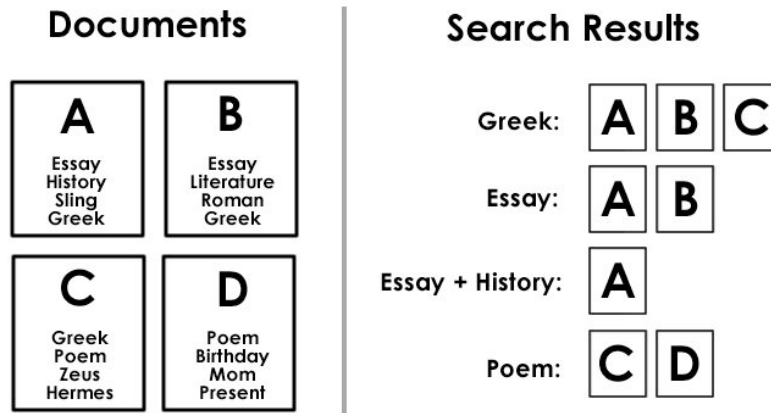 Documents
A
Essay
History
Sling
Greek
B
Essay
Literature
Roman
Greek
C
Greek
Poem
Zeus
Hermes
D
Poem
Birthday
Mom
Present
Search Results
Greek: A B C
Essay: A B
Essay + History: A
Poem: C D